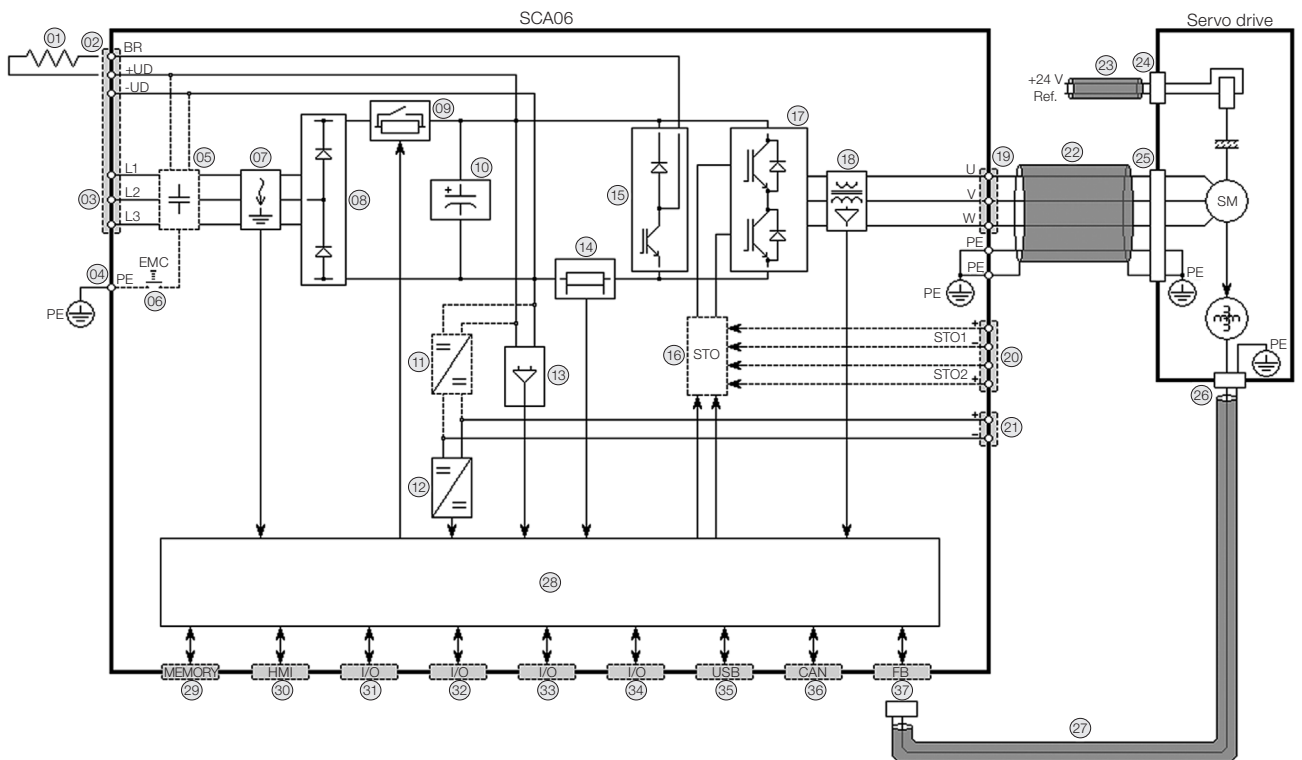 SCA06
Servo drive
01
02
BR
+UD
-UD
23
24
+24 V
Ref.
09
17
05
07
10
18
19
22
25
L1
L2
L3
03
08
15
U
V
W
SM
14
EMC
PE
04
06
PE
PE
PE
PE
PE
PE
16
STO
STO1
STO2
+
–
+
20
11
13
26
+
–
21
12
28
27
MEMORY
HMI
I/O
I/O
I/O
I/O
USB
CAN
FB
29
30
31
32
33
34
35
36
37
+